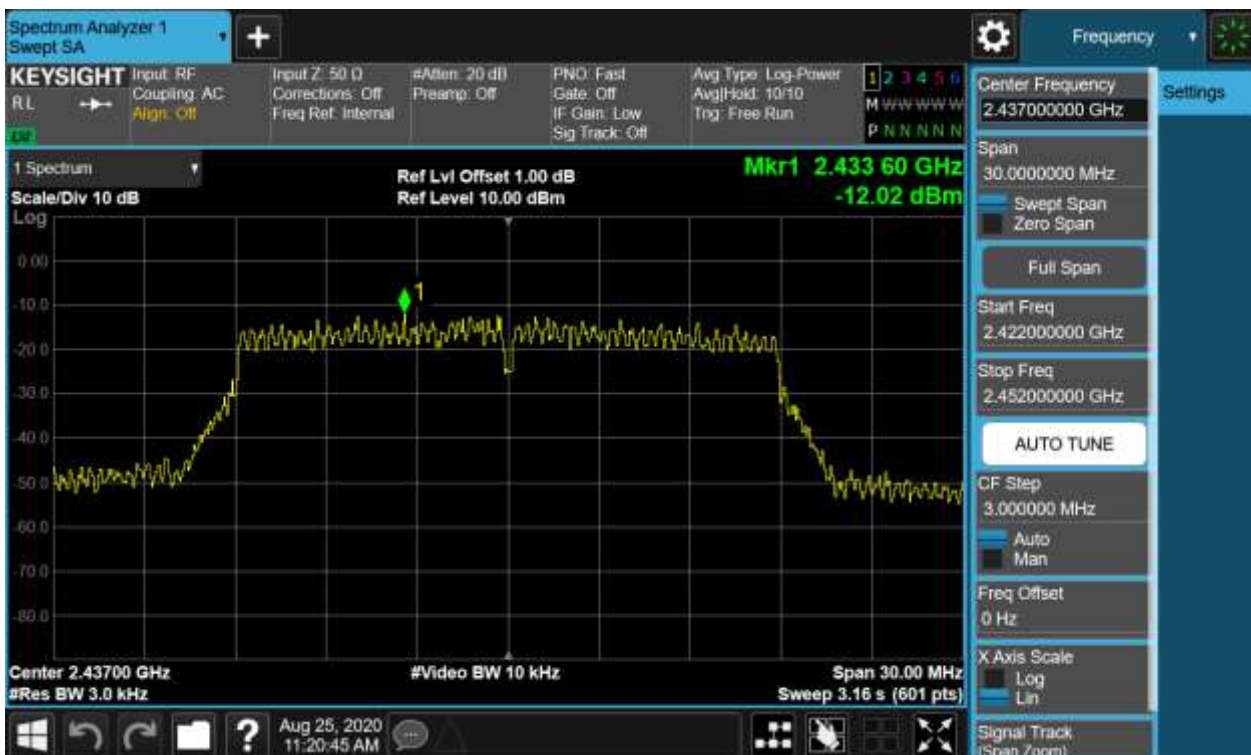 Spectrum Analyzer 1
Swept SA
+
Frequency
KEYSIGHT
RL
Input: RF
Coupling: AC
Align: Off
Input Z: 50 Ω
Corrections: Off
Freq Ref: Internal
#Atten: 20 dB
Preamp: Off
PNO: Fast
Gate: Off
IF Gain: Low
Sig Track: Off
Avg Type: Log-Power
Avg|Hold: 10/10
Trig: Free Run
1 2 3 4 5 6
M W W W W W
P N N N N N
1 Spectrum
Scale/Div 10 dB
Log
Ref Lvl Offset 1.00 dB
Ref Level 10.00 dBm
Mkr1 2.433 60 GHz
-12.02 dBm
0.00
-10.0
-20.0
-30.0
-40.0
-50.0
-60.0
-70.0
-80.0
1
Center 2.43700 GHz
#Res BW 3.0 kHz
#Video BW 10 kHz
Span 30.00 MHz
Sweep 3.16 s (601 pts)
Aug 25, 2020
11:20:45 AM
?
Center Frequency
2.437000000 GHz
Span
30.0000000 MHz
Swept Span
Zero Span
Full Span
Start Freq
2.422000000 GHz
Stop Freq
2.452000000 GHz
AUTO TUNE
CF Step
3.000000 MHz
Auto
Man
Freq Offset
0 Hz
X Axis Scale
Log
Lin
Signal Track
(Span Zoom)
Settings